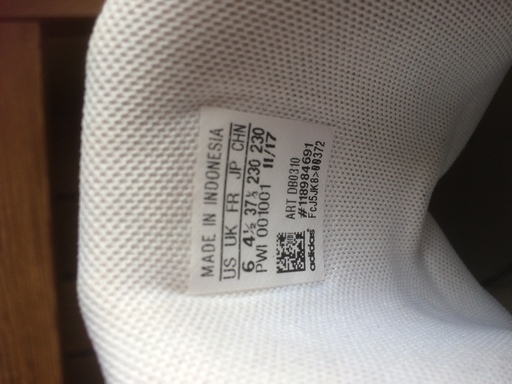 MADE IN INDONESIA
US UK FR JP CHN
6 4½ 37⅓ 230 230
PWI 001001 11/17
ART DB0310
#118984691
FcJ5JK8>00372
adidas